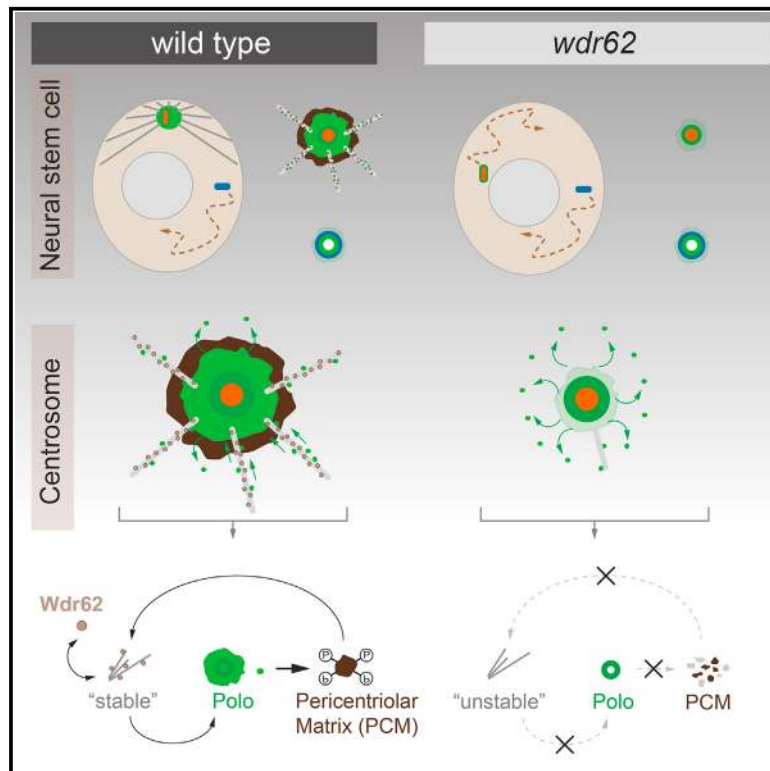 wild type
wdr62
Neural stem cell
Centrosome
Wdr62
"stable"
Polo
P P
P P
Pericentriolar
Matrix (PCM)
"unstable"
Polo
PCM